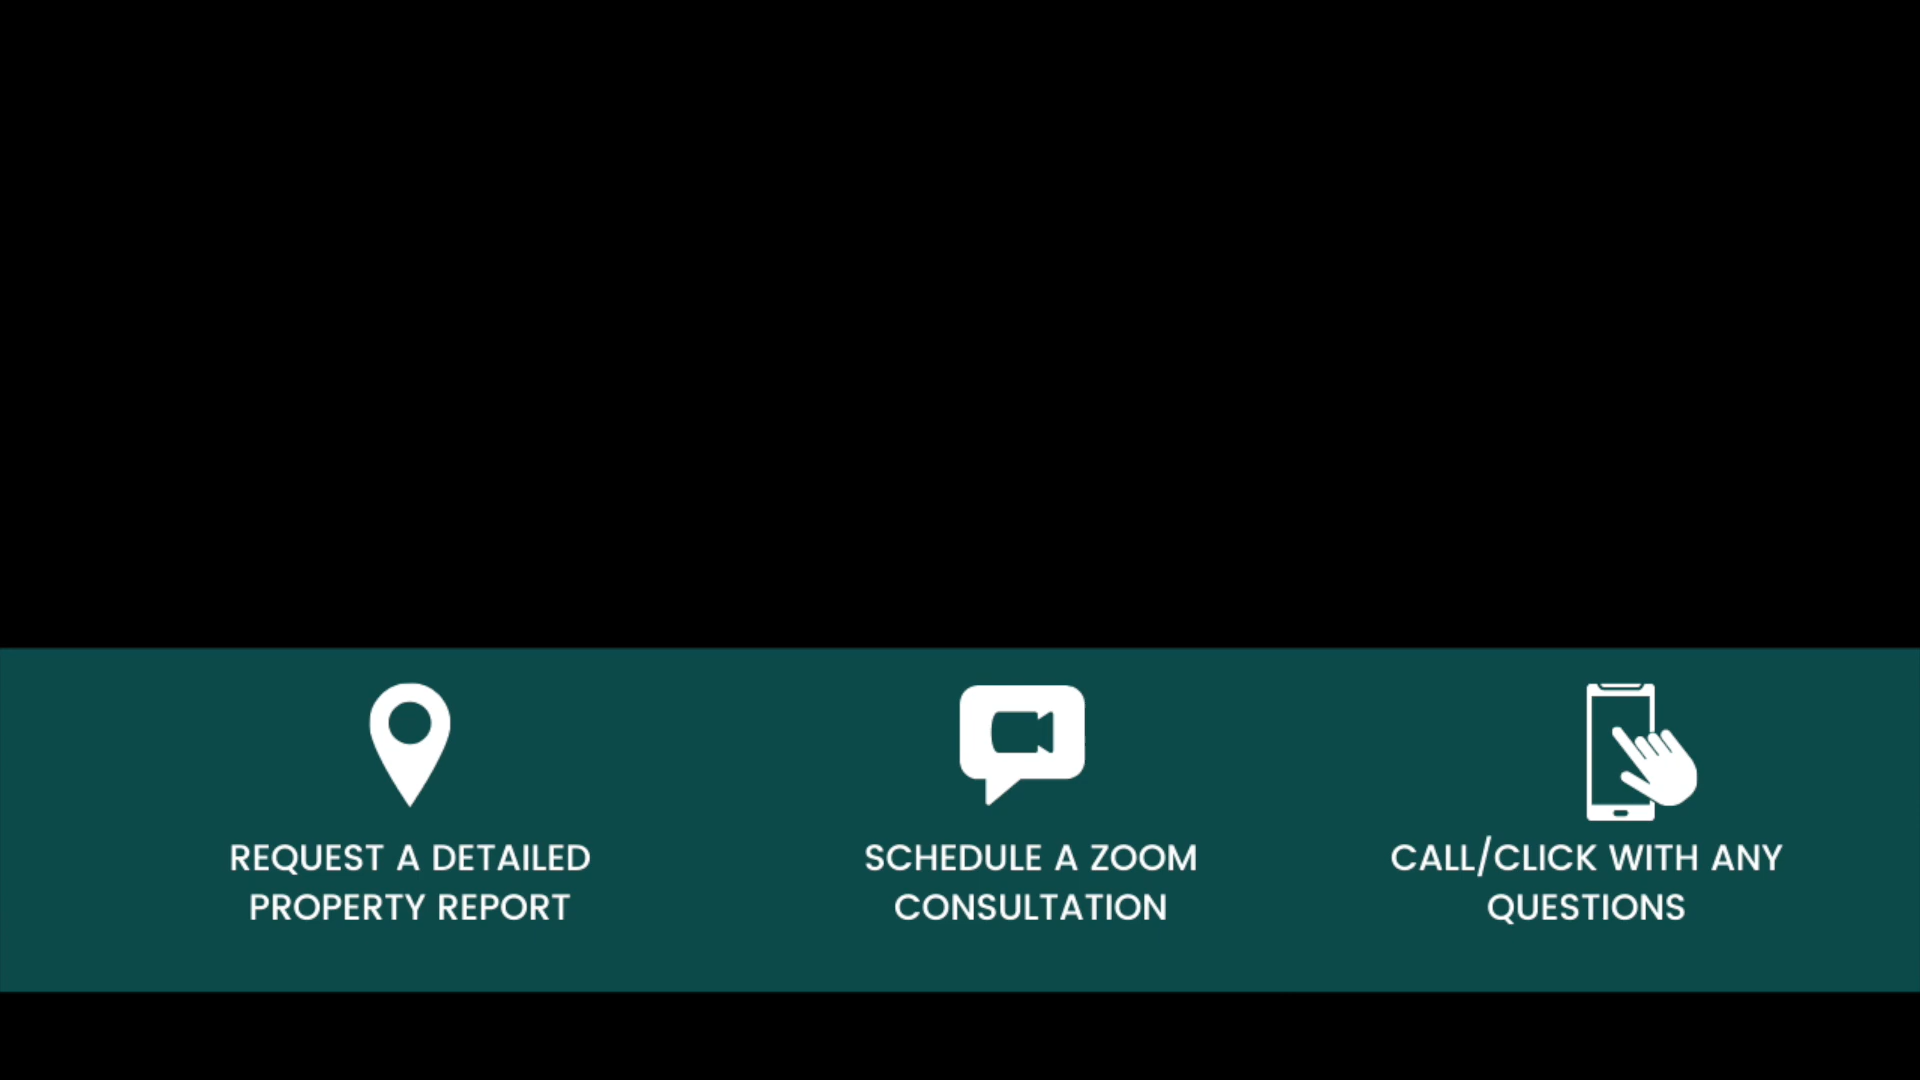 REQUEST A DETAILED
PROPERTY REPORT
SCHEDULE A ZOOM
CONSULTATION
CALL/CLICK WITH ANY
QUESTIONS